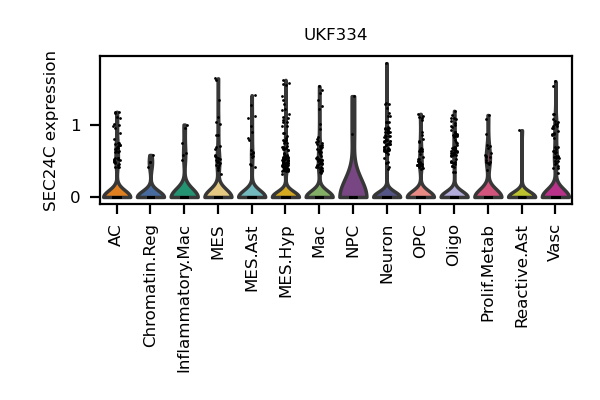 UKF334
SEC24C expression
1
0
AC
Chromatin.Reg
Inflammatory.Mac
MES
MES.Ast
MES.Hyp
Mac
NPC
Neuron
OPC
Oligo
Prolif.Metab
Reactive.Ast
Vasc